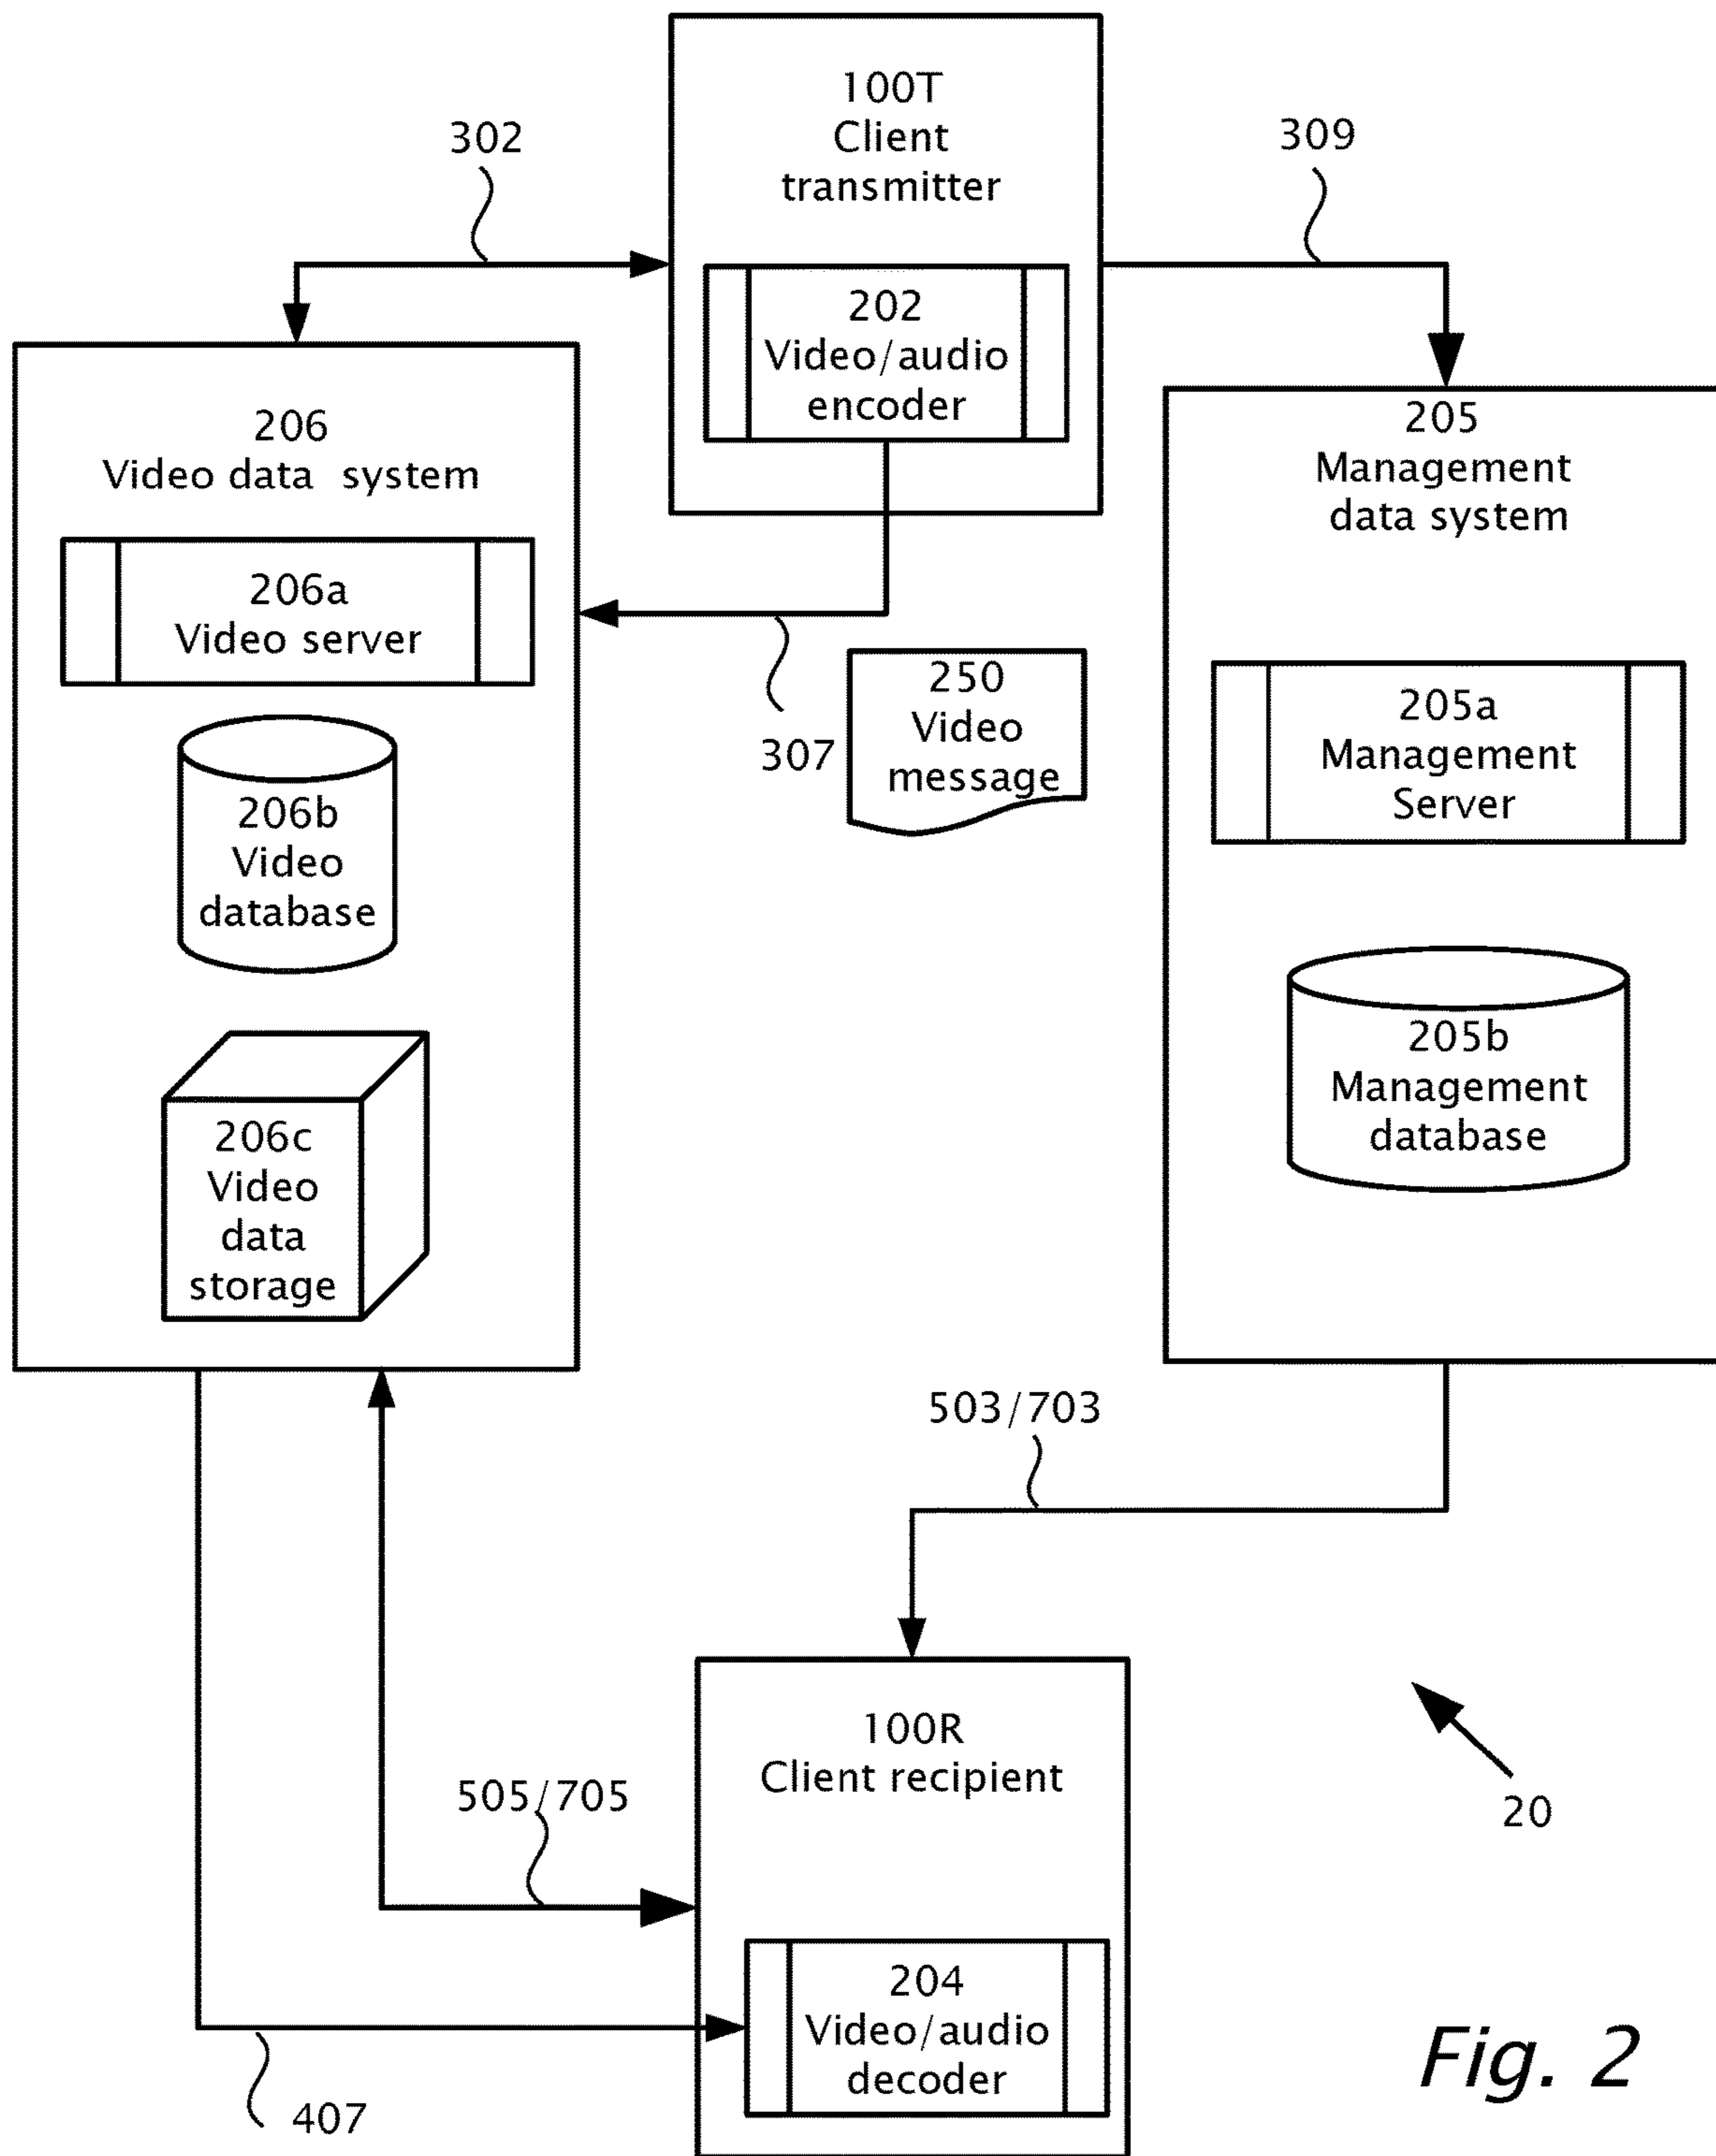 100T
Client
transmitter
302
309
202
Video/audio
encoder
206
Video data system
205
Management
data system
206a
Video server
250
Video
message
307
205a
Management
Server
206b
Video
database
205b
Management
database
206c
Video
data
storage
503/703
100R
Client recipient
505/705
20
204
Video/audio
decoder
407
Fig. 2